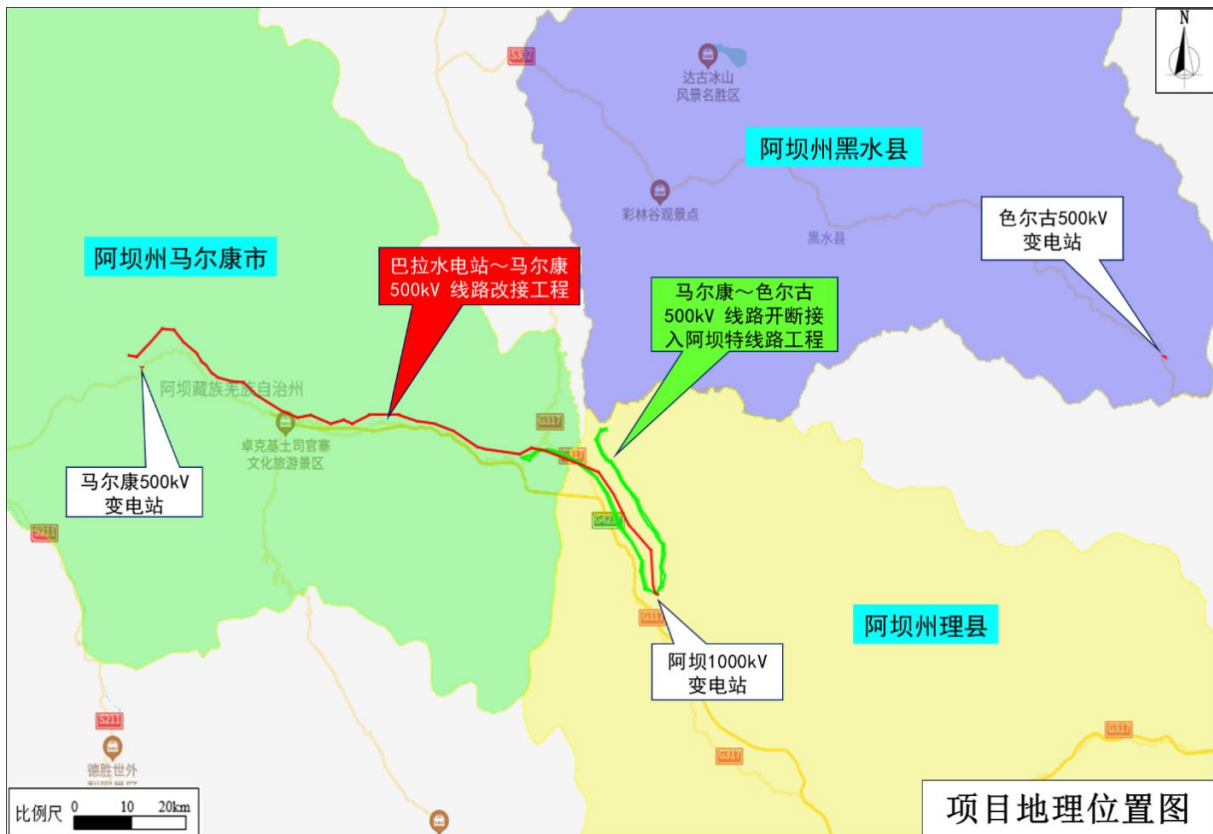 N
S302
达古冰山
风景名胜区
阿坝州黑水县
彩林谷观景点
黑水县
色尔古500kV
变电站
阿坝州马尔康市
巴拉水电站～马尔康
500kV 线路改接工程
马尔康～色尔古
500kV 线路开断接
入阿坝特线路工程
阿坝藏族羌族自治州
卓克基土司官寨
文化旅游景区
G317
马尔康500kV
变电站
S211
G4217
G317
阿坝州理县
阿坝1000kV
变电站
S211
G317
G317
德胜世外
比例尺 0 10 20km
项目地理位置图